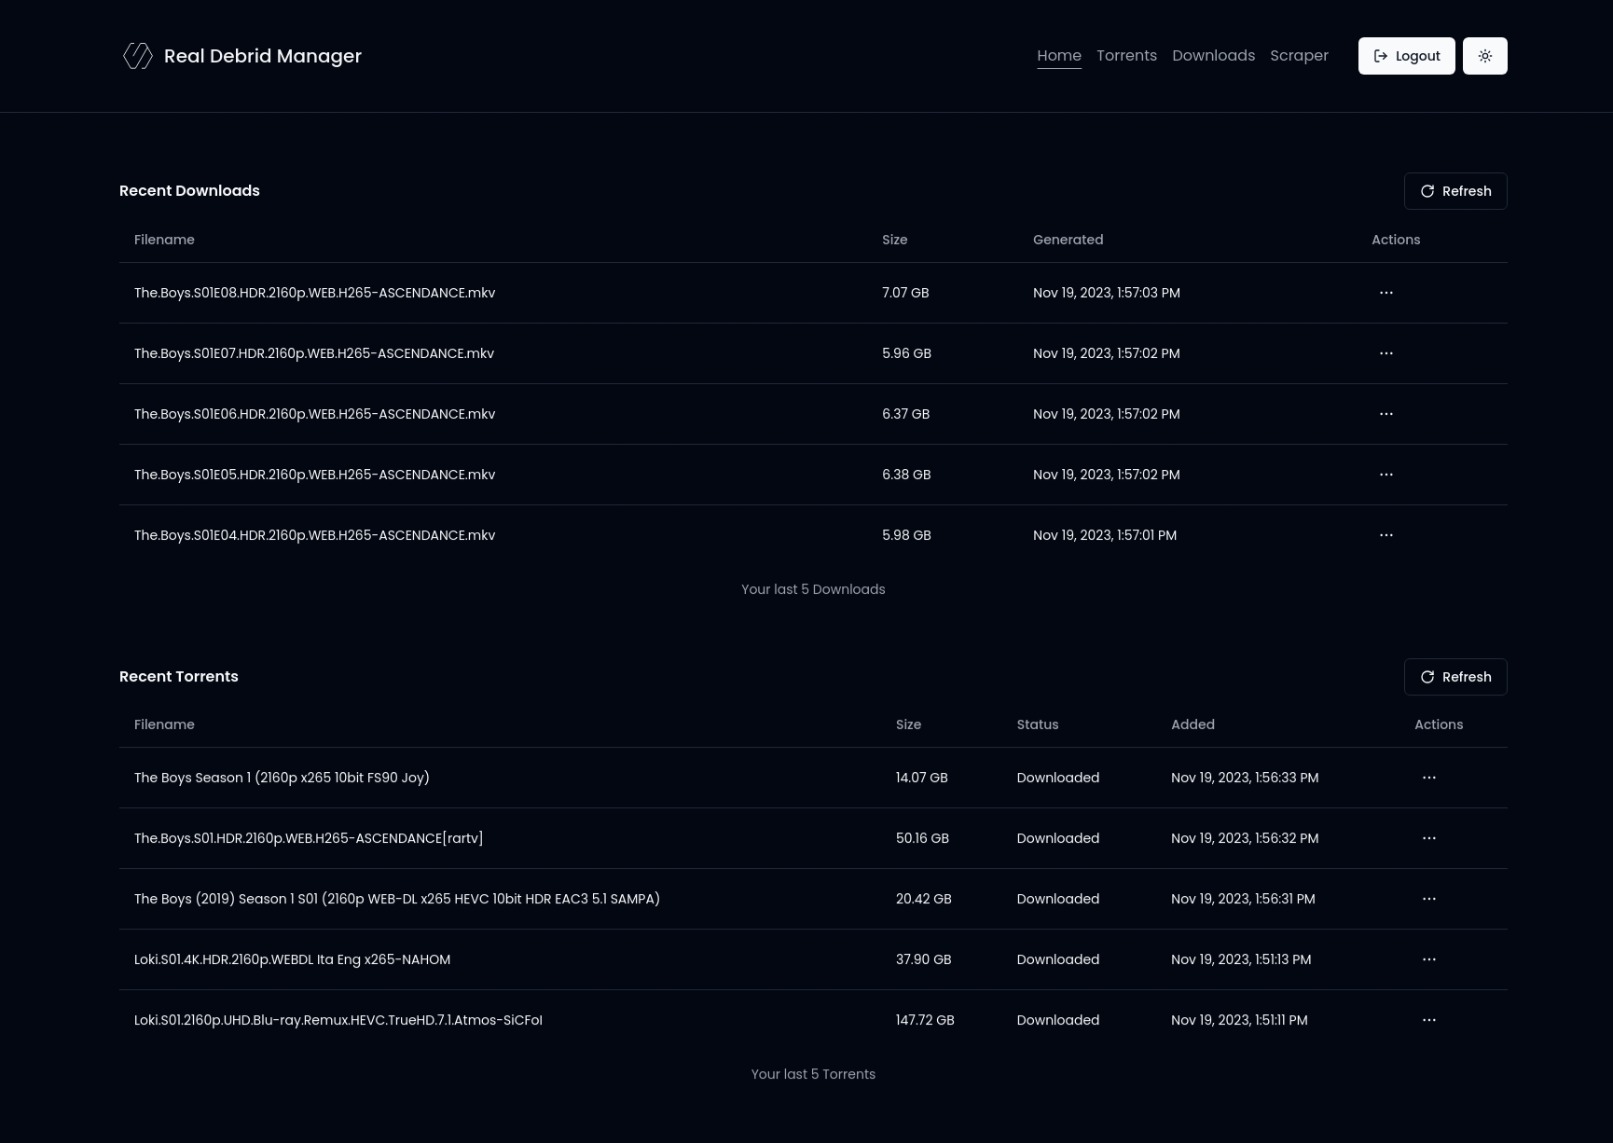 Real Debrid Manager
Home Torrents Downloads Scraper Logout
Recent Downloads Refresh
Filename Size Generated Actions
The.Boys.S01E08.HDR.2160p.WEB.H265-ASCENDANCE.mkv 7.07 GB Nov 19, 2023, 1:57:03 PM ...
The.Boys.S01E07.HDR.2160p.WEB.H265-ASCENDANCE.mkv 5.96 GB Nov 19, 2023, 1:57:02 PM ...
The.Boys.S01E06.HDR.2160p.WEB.H265-ASCENDANCE.mkv 6.37 GB Nov 19, 2023, 1:57:02 PM ...
The.Boys.S01E05.HDR.2160p.WEB.H265-ASCENDANCE.mkv 6.38 GB Nov 19, 2023, 1:57:02 PM ...
The.Boys.S01E04.HDR.2160p.WEB.H265-ASCENDANCE.mkv 5.98 GB Nov 19, 2023, 1:57:01 PM ...
Your last 5 Downloads
Recent Torrents Refresh
Filename Size Status Added Actions
The Boys Season 1 (2160p x265 10bit FS90 Joy) 14.07 GB Downloaded Nov 19, 2023, 1:56:33 PM ...
The.Boys.S01.HDR.2160p.WEB.H265-ASCENDANCE[rartv] 50.16 GB Downloaded Nov 19, 2023, 1:56:32 PM ...
The Boys (2019) Season 1 S01 (2160p WEB-DL x265 HEVC 10bit HDR EAC3 5.1 SAMPA) 20.42 GB Downloaded Nov 19, 2023, 1:56:31 PM ...
Loki.S01.4K.HDR.2160p.WEBDL Ita Eng x265-NAHOM 37.90 GB Downloaded Nov 19, 2023, 1:51:13 PM ...
Loki.S01.2160p.UHD.Blu-ray.Remux.HEVC.TrueHD.7.1.Atmos-SiCFoI 147.72 GB Downloaded Nov 19, 2023, 1:51:11 PM ...
Your last 5 Torrents